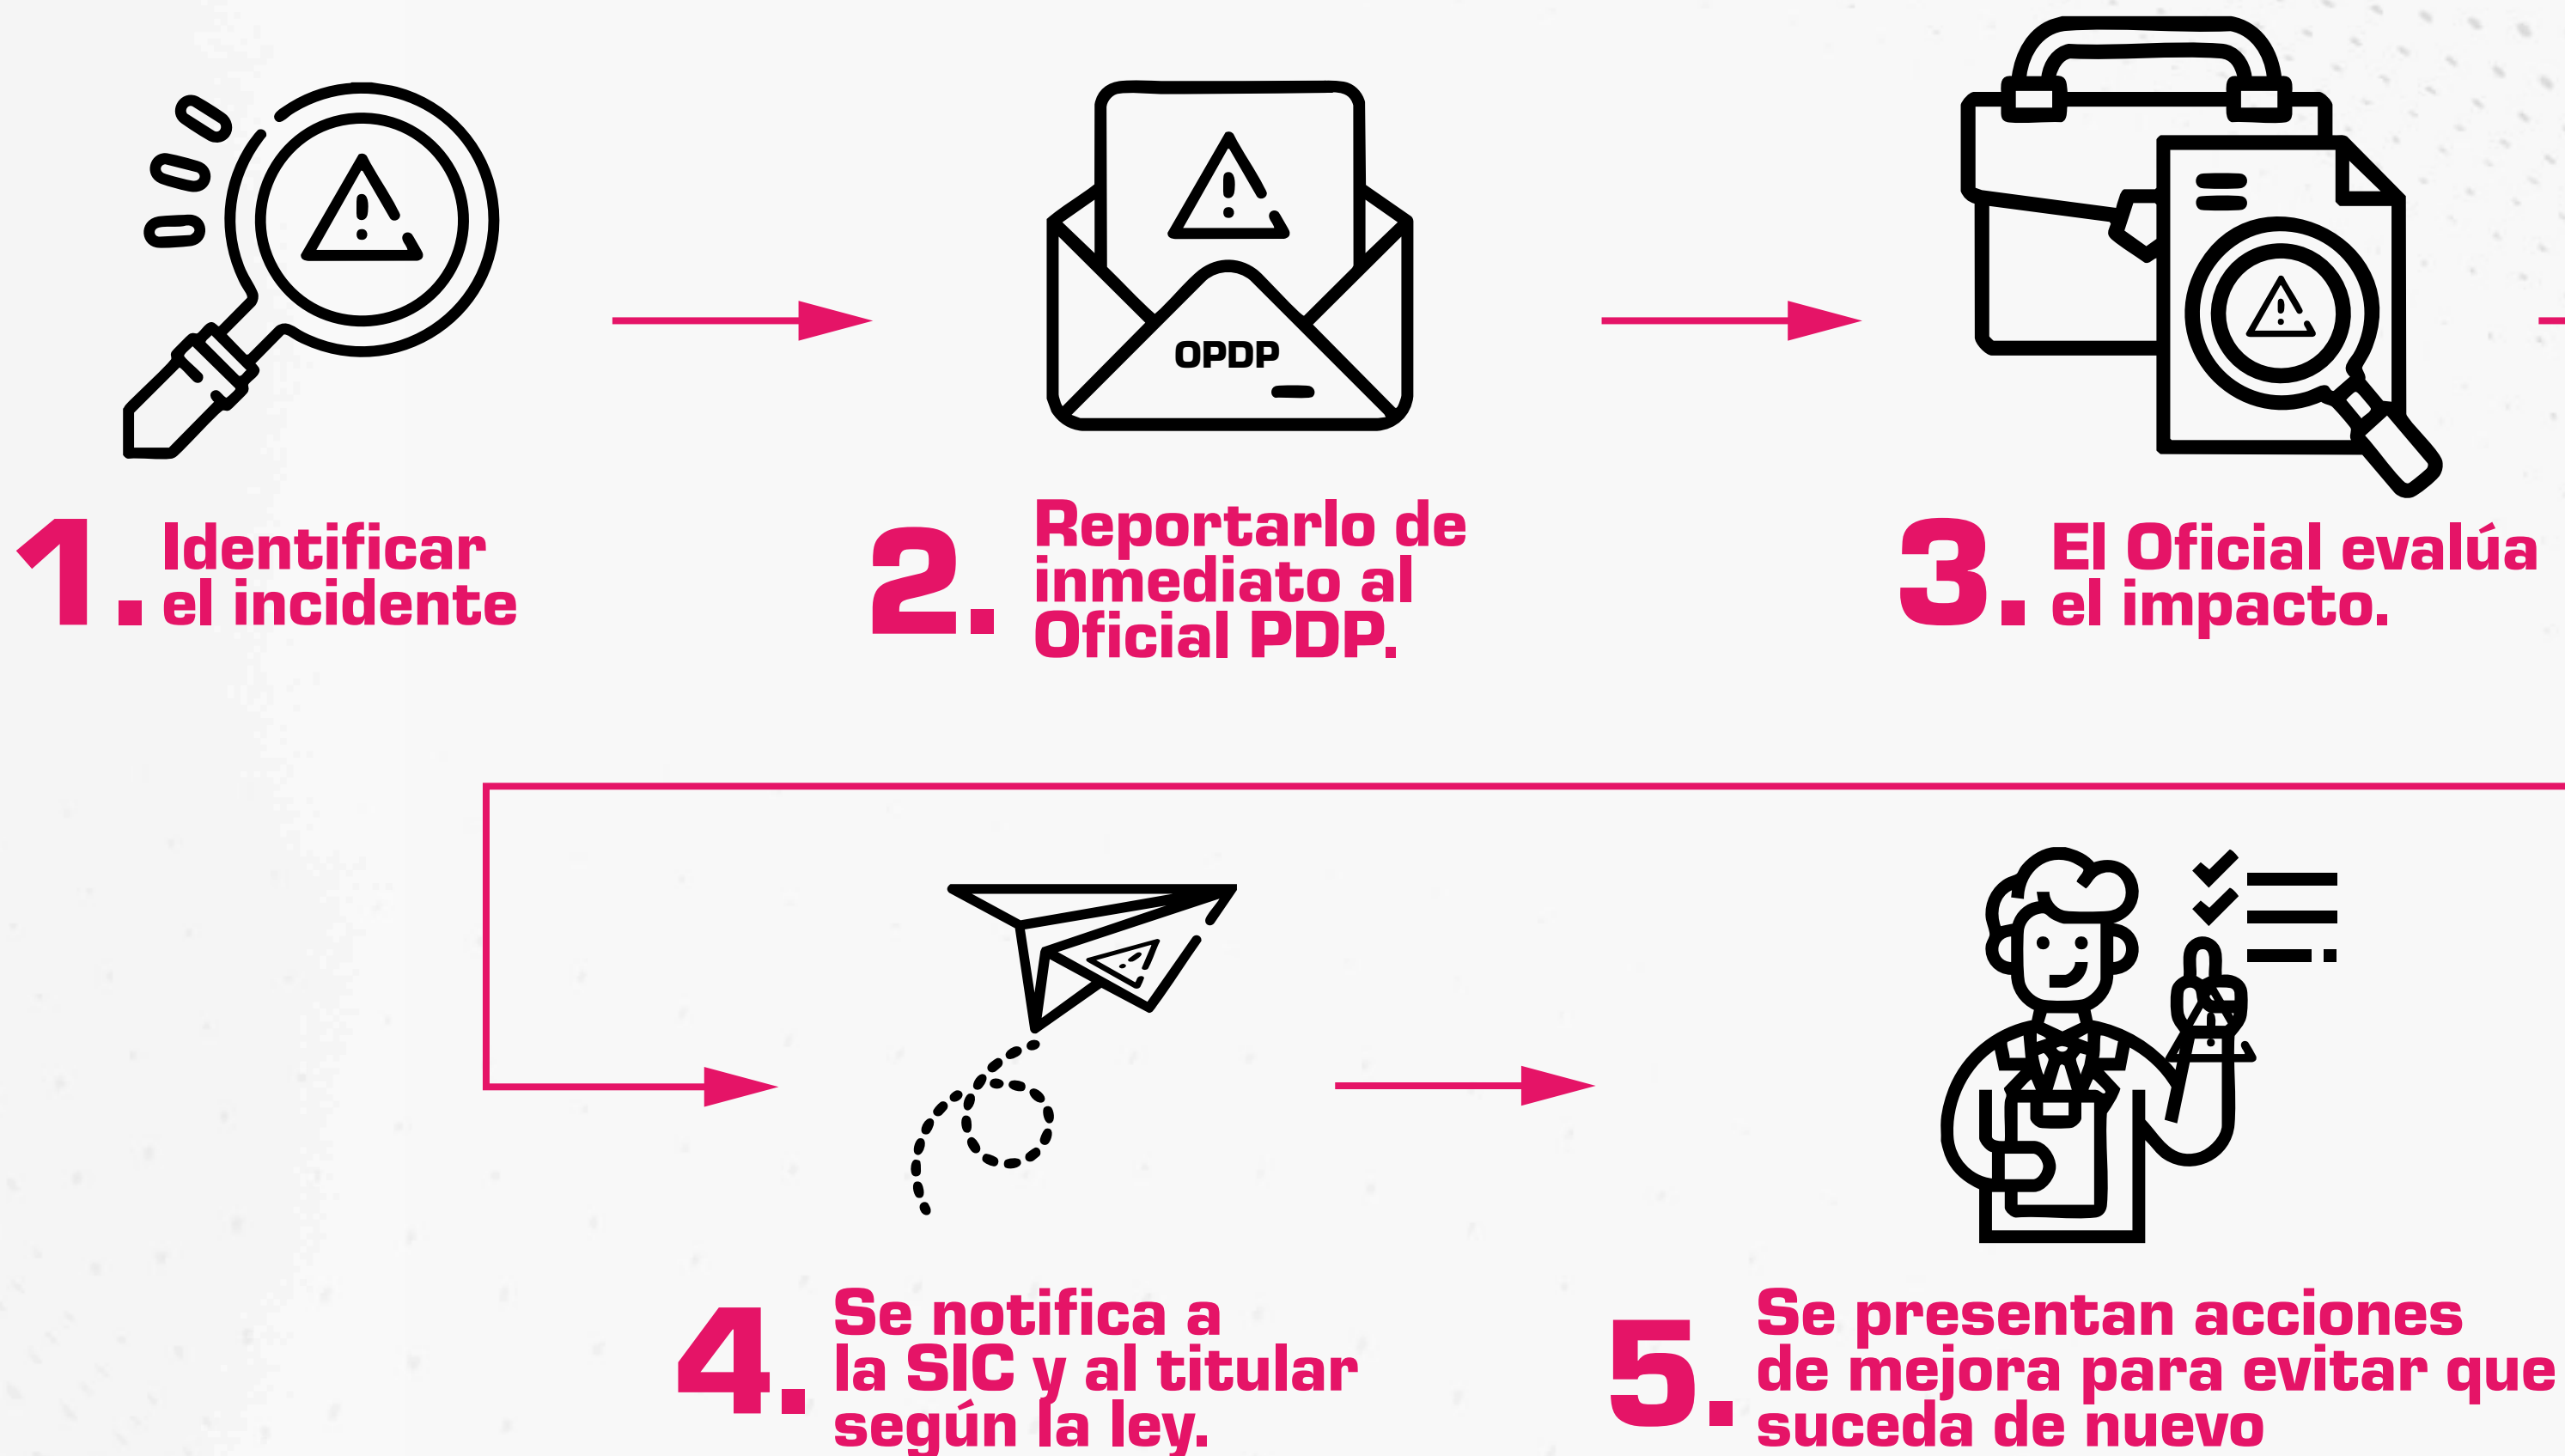 OPDP
1. Identificar
el incidente
2. Reportarlo de
inmediato al
Oficial PDP.
3. El Oficial evalúa
el impacto.
4. Se notifica a
la SIC y al titular
según la ley.
5. Se presentan acciones
de mejora para evitar que
suceda de nuevo